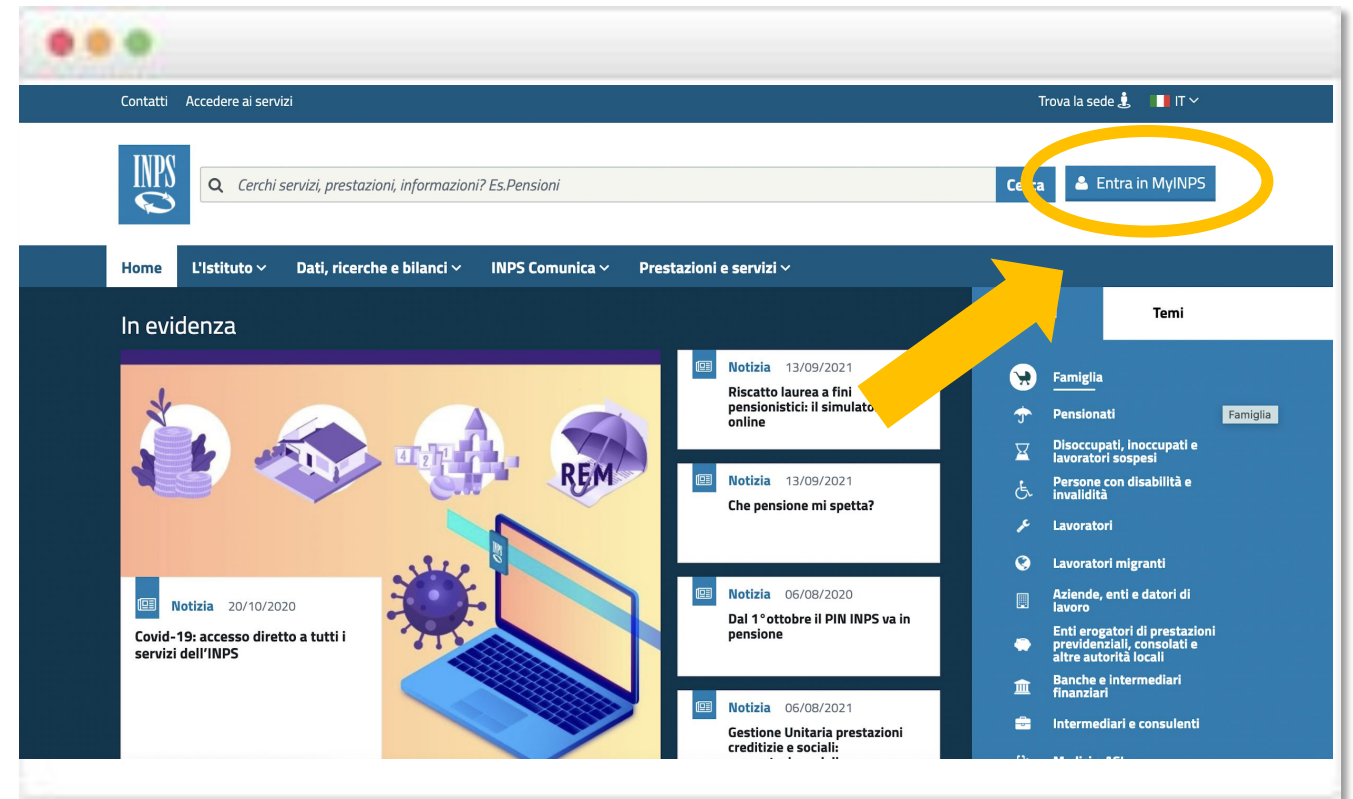 Contatti Accedere ai servizi Trova la sede IT
INPS
Cerchi servizi, prestazioni, informazioni? Es.Pensioni
Entra in MyINPS
Home L'Istituto Dati, ricerche e bilanci INPS Comunica Prestazioni e servizi
In evidenza
4 2 7 1
REM
INPS
Notizia 20/10/2020
Covid-19: accesso diretto a tutti i
servizi dell'INPS
Notizia 13/09/2021
Riscatto laurea a fini
pensionistici: il
online
Notizia 13/09/2021
Che pensione mi spetta?
Notizia 06/08/2020
Dal 1° ottobre il PIN INPS va in
pensione
Notizia 06/08/2021
Gestione Unitaria prestazioni
creditizie e sociali:
Temi
Famiglia
Pensionati
Famiglia
Disoccupati, inoccupati e
lavoratori sospesi
Persone con disabilità e
invalidità
Lavoratori
Lavoratori migranti
Aziende, enti e datori di
lavoro
Enti erogatori di prestazioni
previdenziali, consolati e
altre autorità locali
Banche e intermediari
finanziari
Intermediari e consulenti